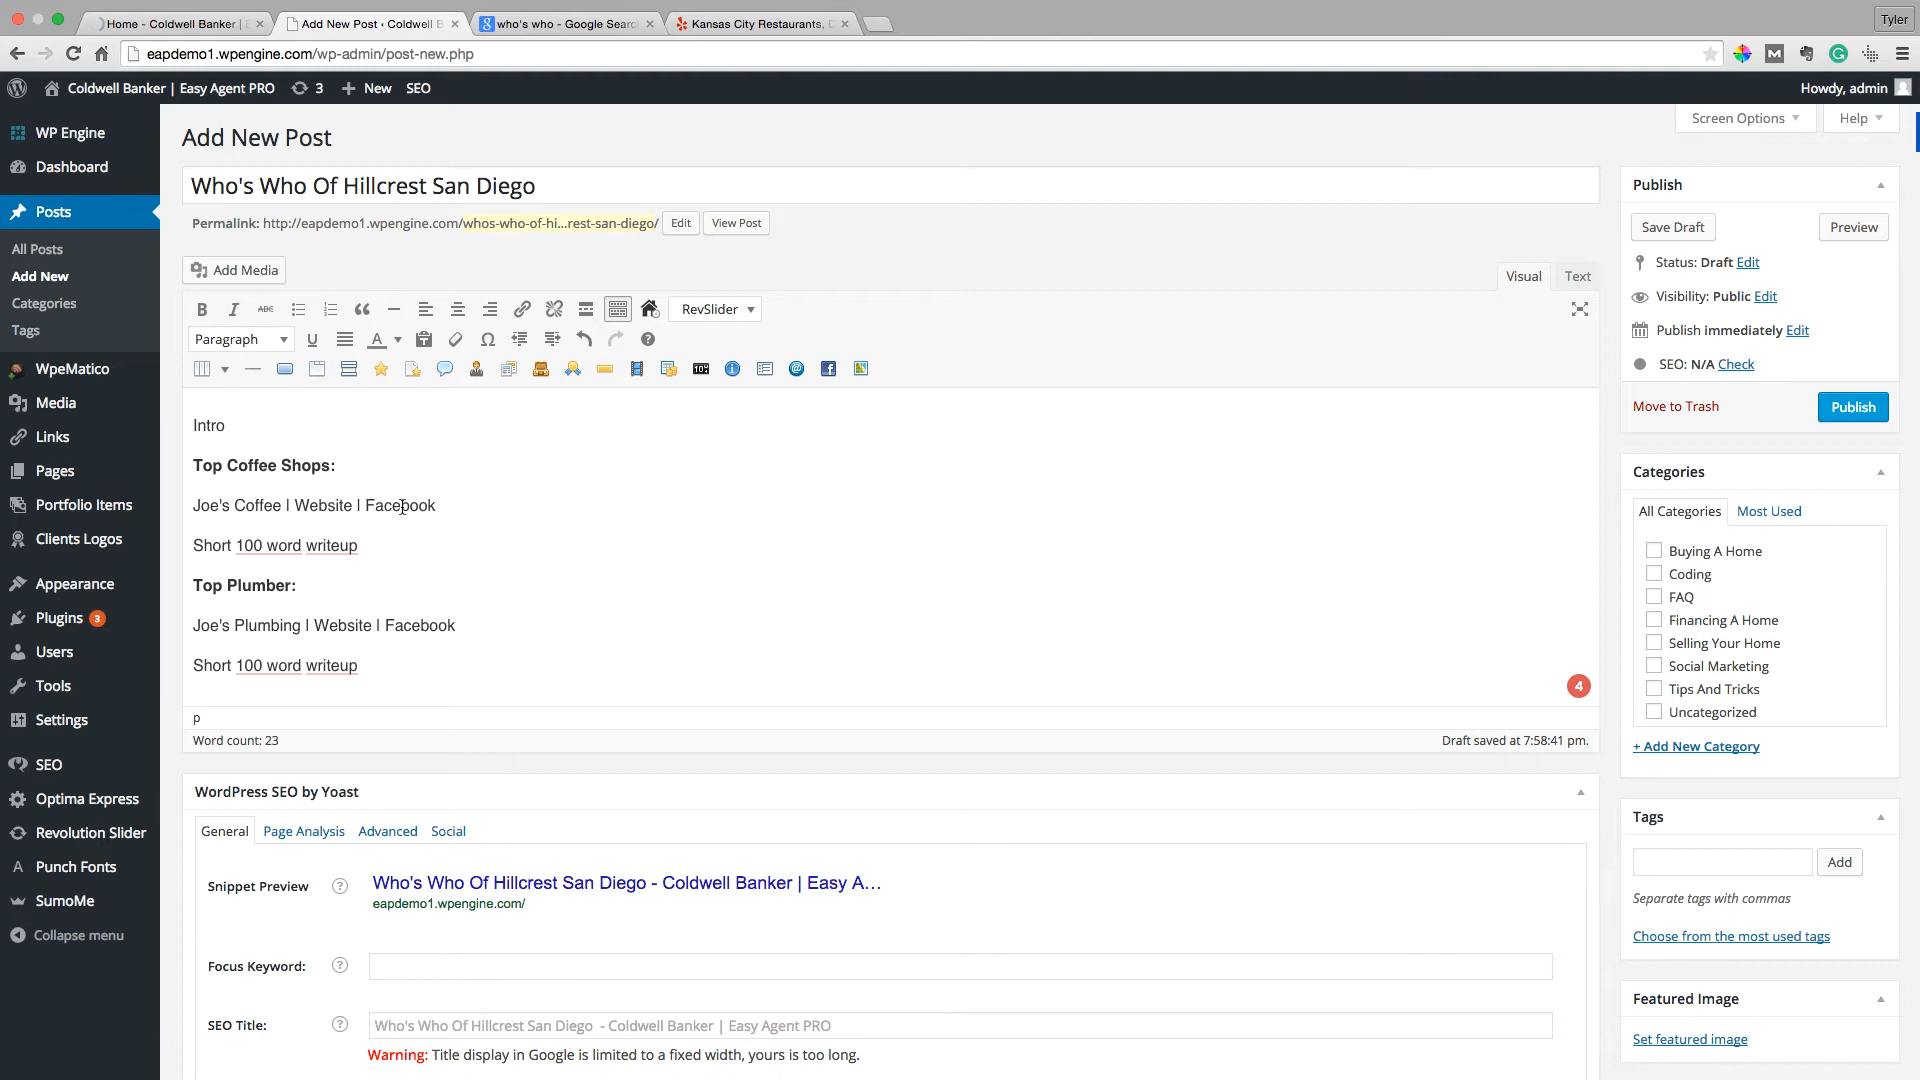 Home - Coldwell Banker | E
Add New Post ‹ Coldwell B
who's who - Google Searc
Kansas City Restaurants, D
Tyler
eapdemo1.wpengine.com/wp-admin/post-new.php
Coldwell Banker | Easy Agent PRO
3
New
SEO
Howdy, admin
WP Engine
Dashboard
Posts
All Posts
Add New
Categories
Tags
WpeMatico
Media
Links
Pages
Portfolio Items
Clients Logos
Appearance
Plugins 3
Users
Tools
Settings
SEO
Optima Express
Revolution Slider
Punch Fonts
SumoMe
Collapse menu
Screen Options
Help
Add New Post
Who's Who Of Hillcrest San Diego
Permalink: http://eapdemo1.wpengine.com/whos-who-of-hi...rest-san-diego/ Edit View Post
Add Media
Visual
Text
B I ABC
RevSlider
Paragraph
U A Ω
Intro
Top Coffee Shops:
Joe's Coffee | Website | Facebook
Short 100 word writeup
Top Plumber:
Joe's Plumbing | Website | Facebook
Short 100 word writeup
4
p
Word count: 23
Draft saved at 7:58:41 pm.
WordPress SEO by Yoast
General
Page Analysis
Advanced
Social
Snippet Preview
Who's Who Of Hillcrest San Diego - Coldwell Banker | Easy A...
eapdemo1.wpengine.com/
Focus Keyword:
SEO Title:
Who's Who Of Hillcrest San Diego - Coldwell Banker | Easy Agent PRO
Warning: Title display in Google is limited to a fixed width, yours is too long.
Publish
Save Draft
Preview
Status: Draft Edit
Visibility: Public Edit
Publish immediately Edit
SEO: N/A Check
Move to Trash
Publish
Categories
All Categories
Most Used
Buying A Home
Coding
FAQ
Financing A Home
Selling Your Home
Social Marketing
Tips And Tricks
Uncategorized
+ Add New Category
Tags
Add
Separate tags with commas
Choose from the most used tags
Featured Image
Set featured image